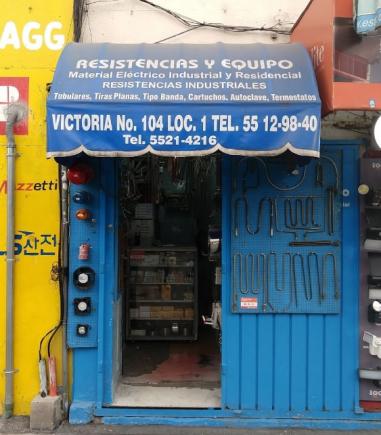 AGG
RESISTENCIAS Y EQUIPO
Material Eléctrico Industrial y Residencial
RESISTENCIAS INDUSTRIALES
Tubulares, Tiras Planas, Tipo Banda, Cartuchos, Autoclave, Termostatos
VICTORIA No. 104 LOC. 1 TEL. 55 12-98-40
Tel. 5521-4216
Mazzetti
산전